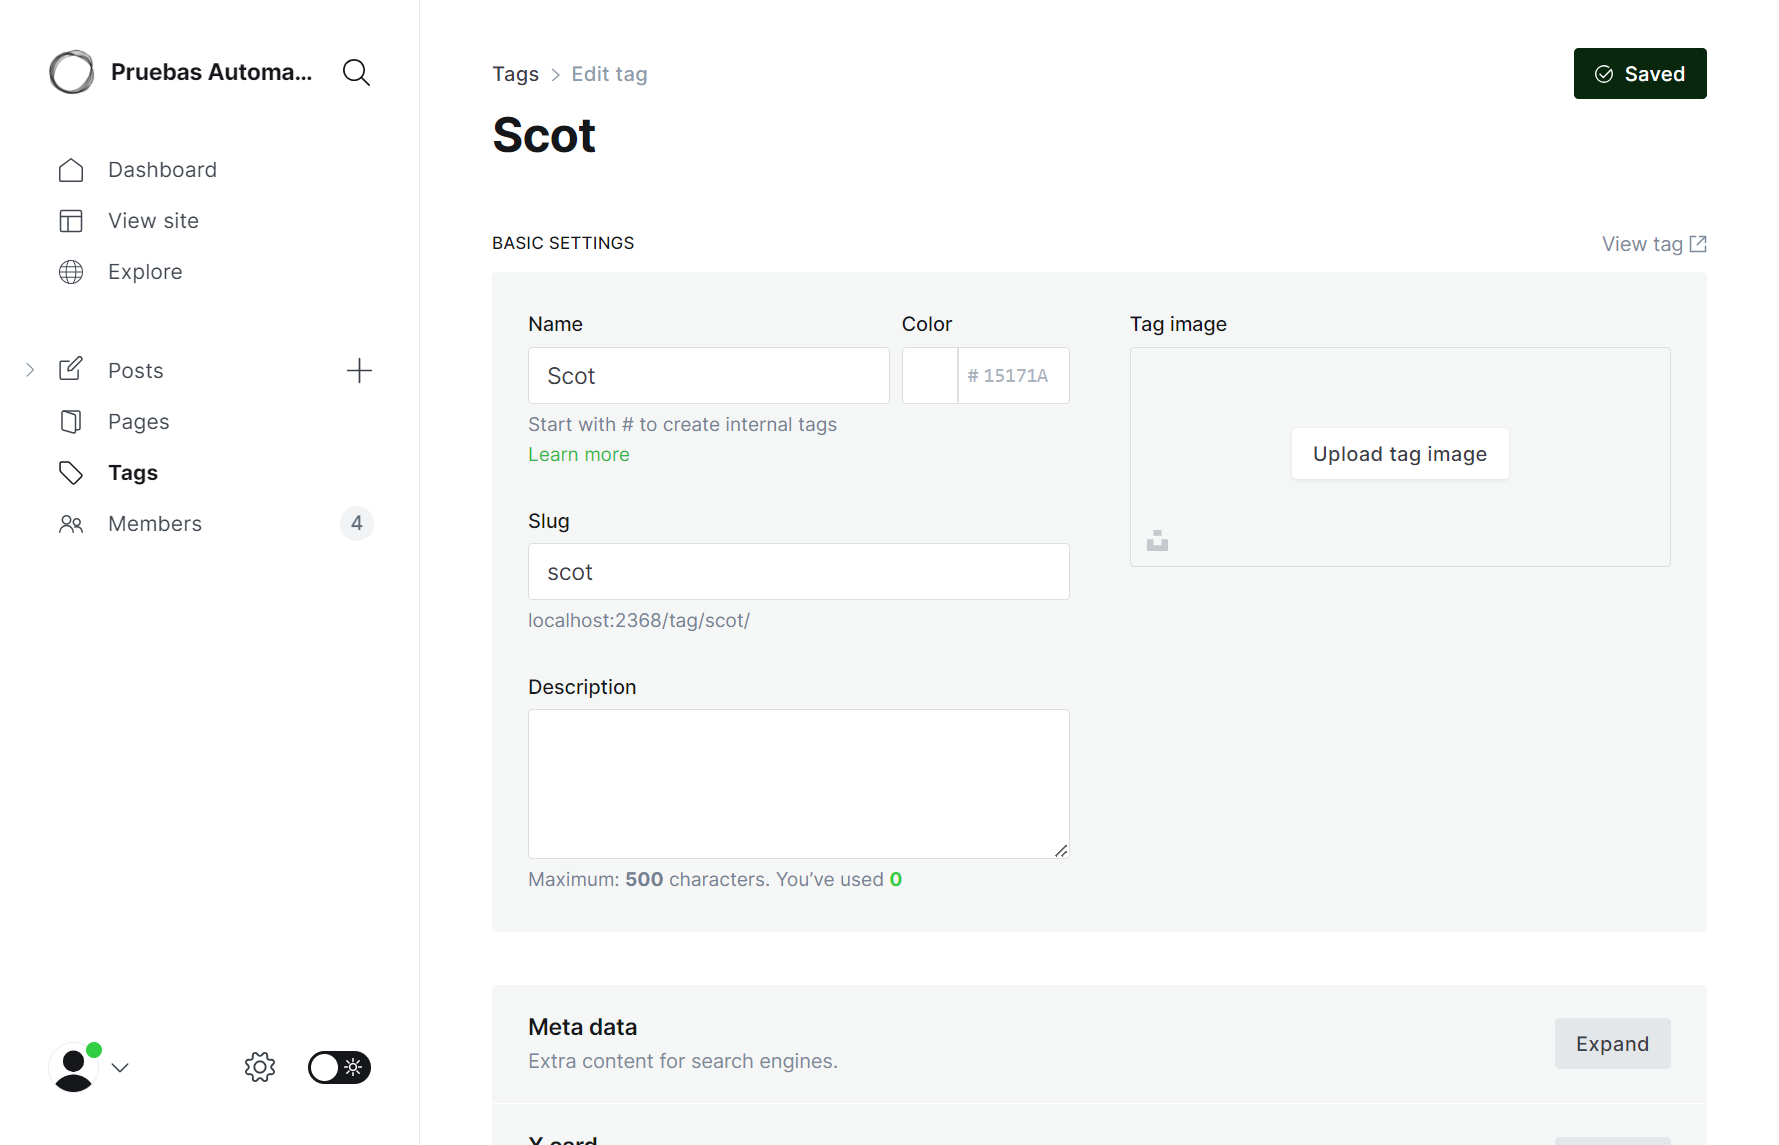 Pruebas Automa...
Dashboard
View site
Explore
Posts
Pages
Tags
Members
4
Tags > Edit tag
Saved
Scot
BASIC SETTINGS
View tag
Name
Scot
Start with # to create internal tags
Learn more
Color
# 15171A
Slug
scot
localhost:2368/tag/scot/
Description
Maximum: 500 characters. You’ve used 0
Tag image
Upload tag image
Meta data
Extra content for search engines.
Expand
X card